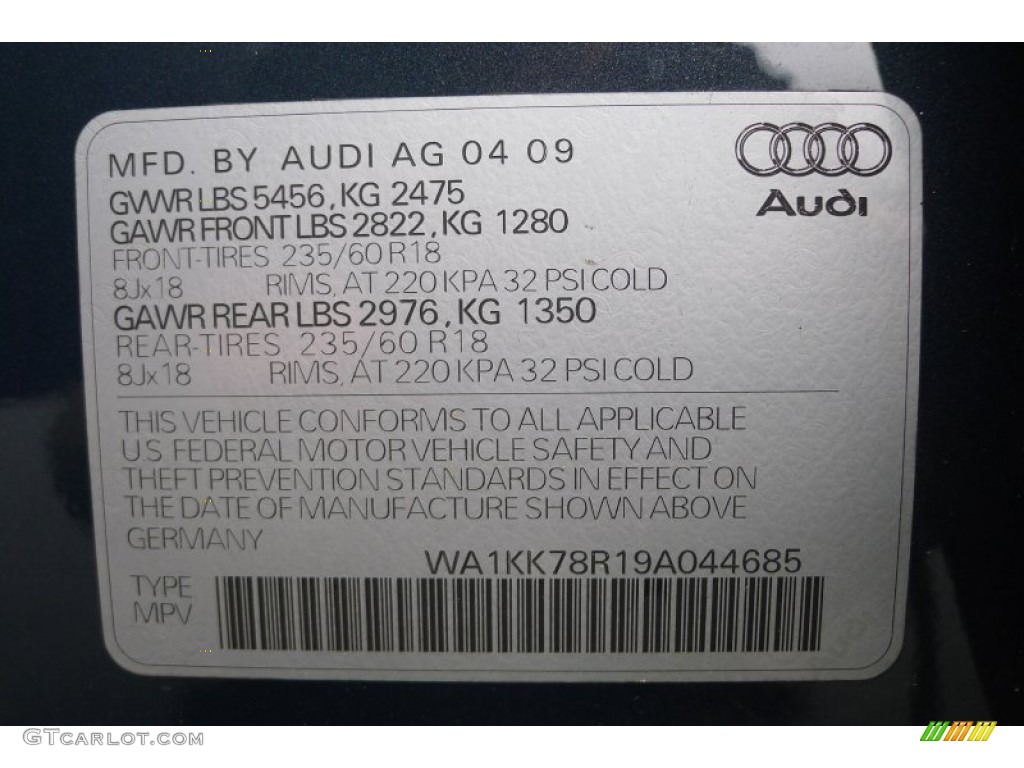 MFD. BY AUDI AG 04 09
GVWR LBS 5456, KG 2475
GAWR FRONT LBS 2822, KG 1280
FRONT-TIRES 235/60 R18
8Jx18 RIMS, AT 220 KPA 32 PSI COLD
GAWR REAR LBS 2976, KG 1350
REAR-TIRES 235/60 R18
8Jx18 RIMS, AT 220 KPA 32 PSI COLD
Audi
THIS VEHICLE CONFORMS TO ALL APPLICABLE
U.S. FEDERAL MOTOR VEHICLE SAFETY AND
THEFT PREVENTION STANDARDS IN EFFECT ON
THE DATE OF MANUFACTURE SHOWN ABOVE
GERMANY
WA1KK78R19A044685
TYPE
MPV
GTCARLOT.COM